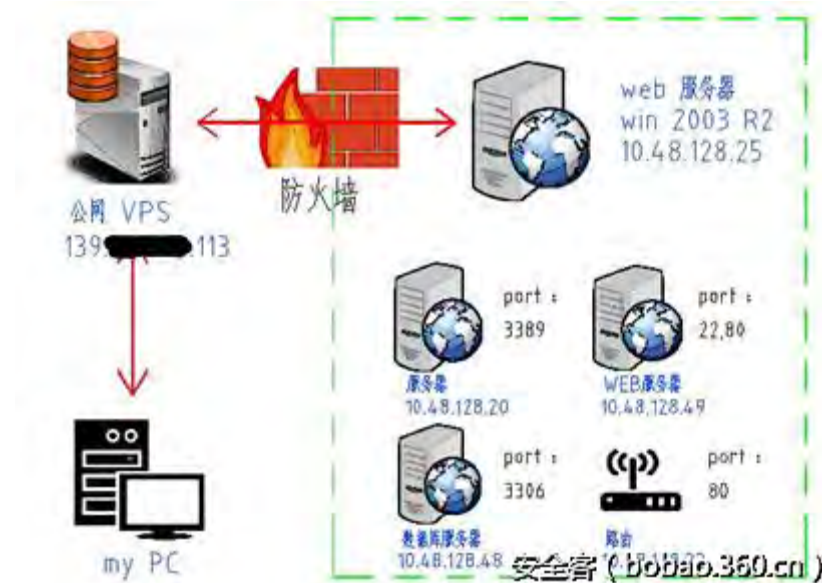 web 服务器
win 2003 R2
10.48.128.25
防火墙
公网 VPS
139.
.113
port :
3389
服务器
10.48.128.20
port :
22,80
WEB服务器
10.48.128.49
port :
3306
数据库服务器
10.48.128.48
port :
80
路由
my PC
安全客 ( bobao.360.cn )